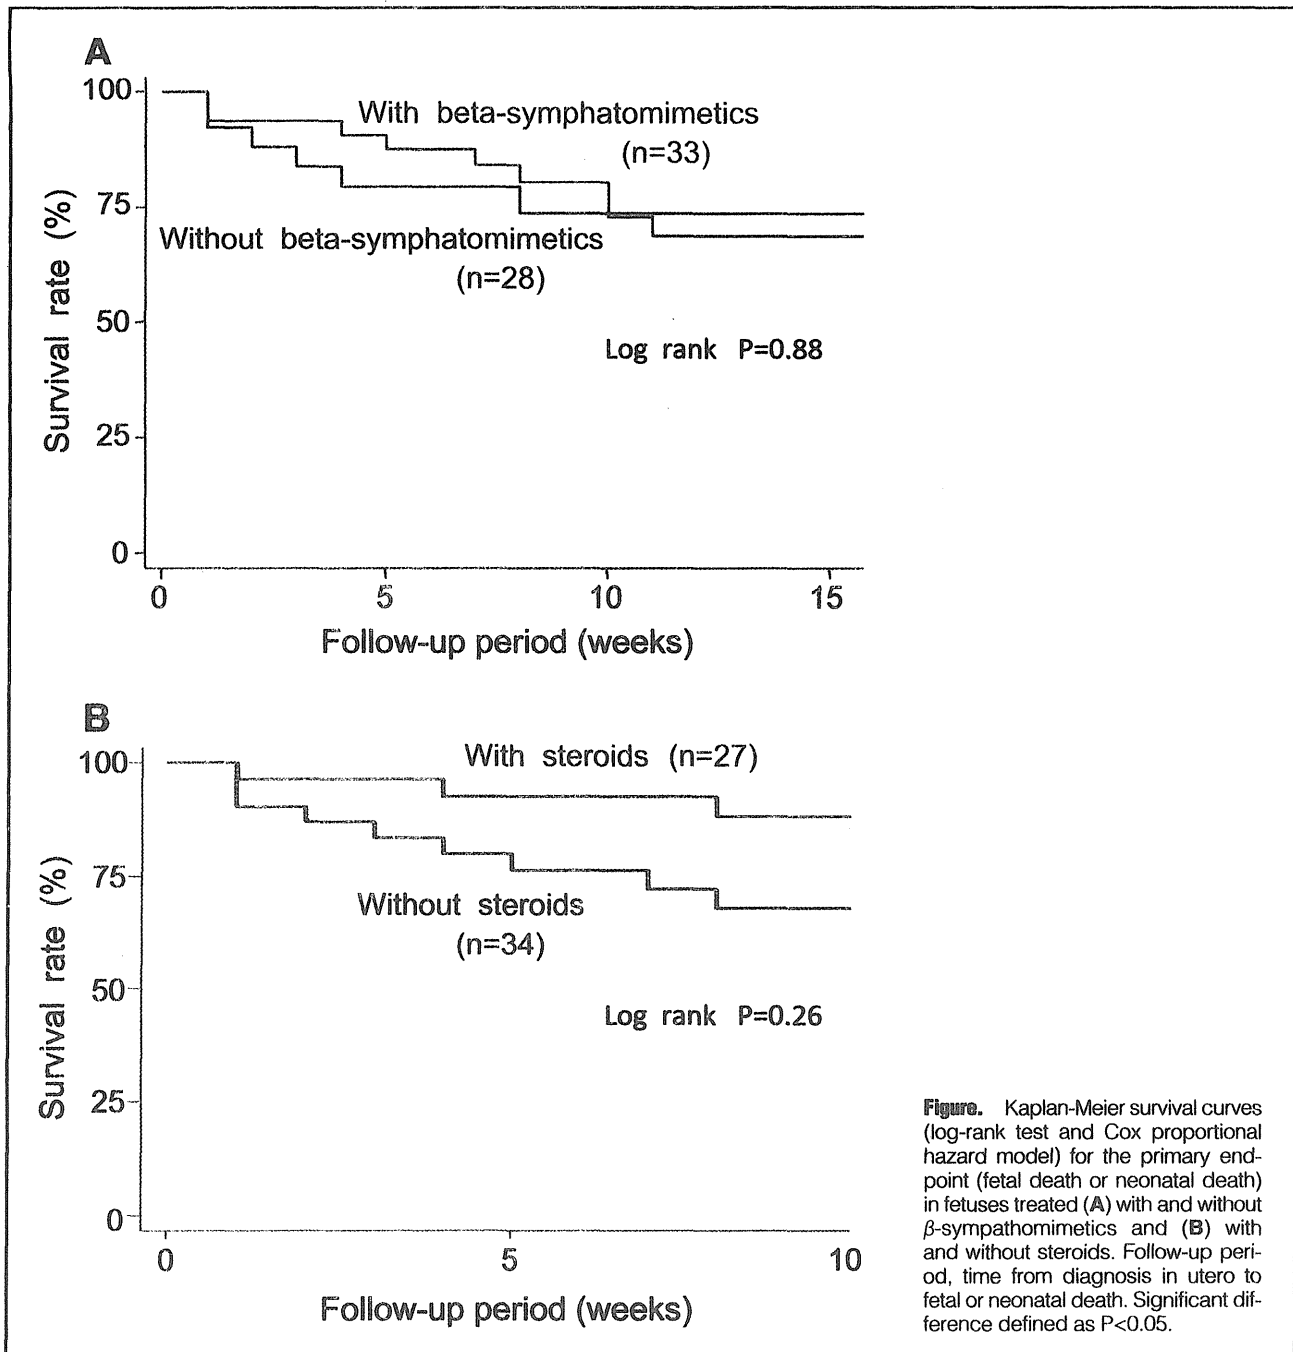 A
100
With beta-symphatomimetics
(n=33)
75
Without beta-symphatomimetics
(n=28)
50
Log rank P=0.88
25
0
Survival rate (%)
0 5 10 15
Follow-up period (weeks)
B
100
With steroids (n=27)
75
Without steroids
(n=34)
50
Log rank P=0.26
25
0
Survival rate (%)
0 5 10
Follow-up period (weeks)
Figure. Kaplan-Meier survival curves
(log-rank test and Cox proportional
hazard model) for the primary end-
point (fetal death or neonatal death)
in fetuses treated (A) with and without
β-sympathomimetics and (B) with
and without steroids. Follow-up peri-
od, time from diagnosis in utero to
fetal or neonatal death. Significant dif-
ference defined as P<0.05.